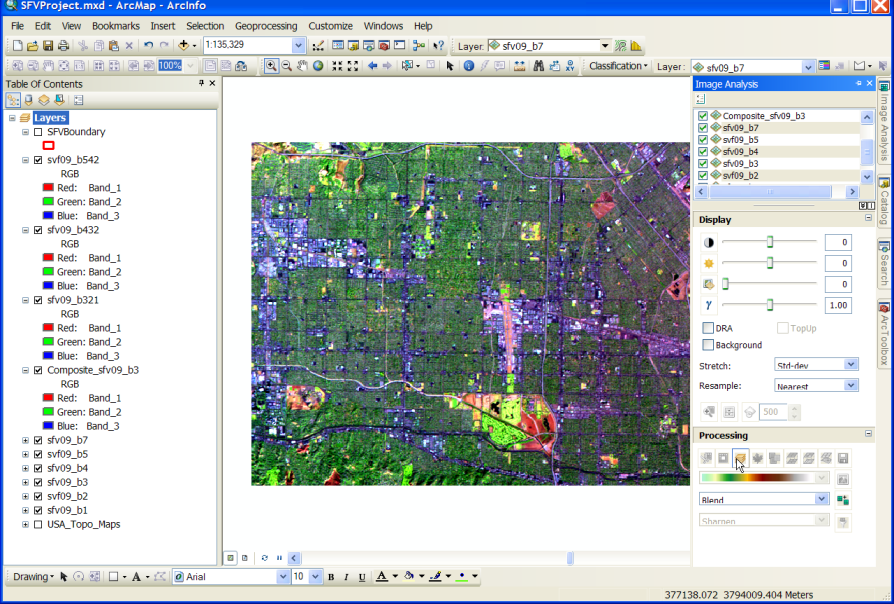 SFVProject.mxd - ArcMap - ArcInfo
File Edit View Bookmarks Insert Selection Geoprocessing Customize Windows Help
1:135,329 Layer: sfv09_b7
100% Classification Layer: sfv09_b7
Table Of Contents
Layers
SFVBoundary
svf09_b542
RGB
Red: Band_1
Green: Band_2
Blue: Band_3
sfv09_b432
RGB
Red: Band_1
Green: Band_2
Blue: Band_3
sfv09_b321
RGB
Red: Band_1
Green: Band_2
Blue: Band_3
Composite_sfv09_b3
RGB
Red: Band_1
Green: Band_2
Blue: Band_3
sfv09_b7
svf09_b5
sfv09_b4
sfv09_b3
svf09_b2
sfv09_b1
USA_Topo_Maps
Image Analysis
Composite_sfv09_b3
sfv09_b7
svf09_b5
sfv09_b4
sfv09_b3
svf09_b2
Display
0
0
0
1.00
DRA TopUp
Background
Stretch: Std-dev
Resample: Nearest
500
Processing
Blend
Sharpen
Image Analysis
Catalog
Search
ArcToolbox
Drawing A Arial 10 B I U A
377138.072 3794009.404 Meters